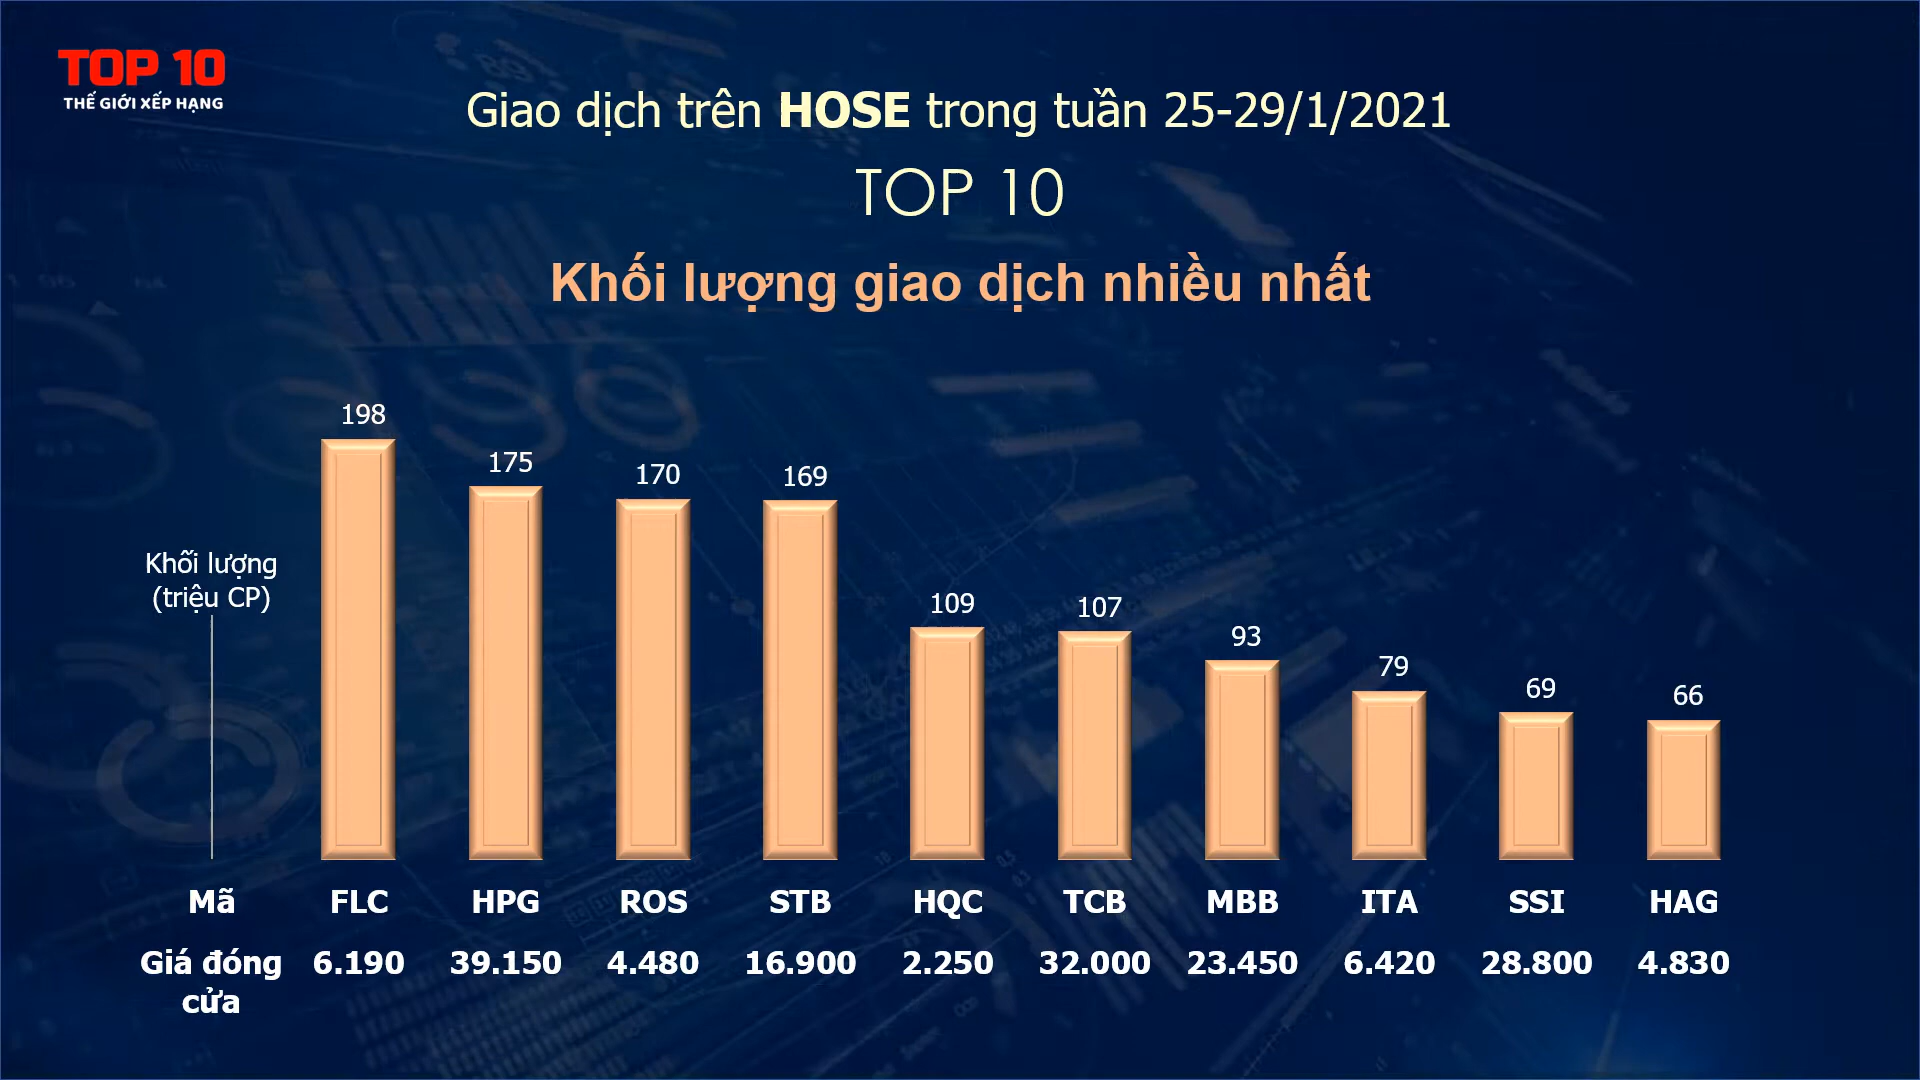 TOP 10
THẾ GIỚI XẾP HẠNG
Giao dịch trên HOSE trong tuần 25-29/1/2021
TOP 10
Khối lượng giao dịch nhiều nhất
198
175
170
169
109
107
93
79
69
66
Khối lượng
(triệu CP)
Mã FLC HPG ROS STB HQC TCB MBB ITA SSI HAG
Giá đóng 6.190 39.150 4.480 16.900 2.250 32.000 23.450 6.420 28.800 4.830
cửa